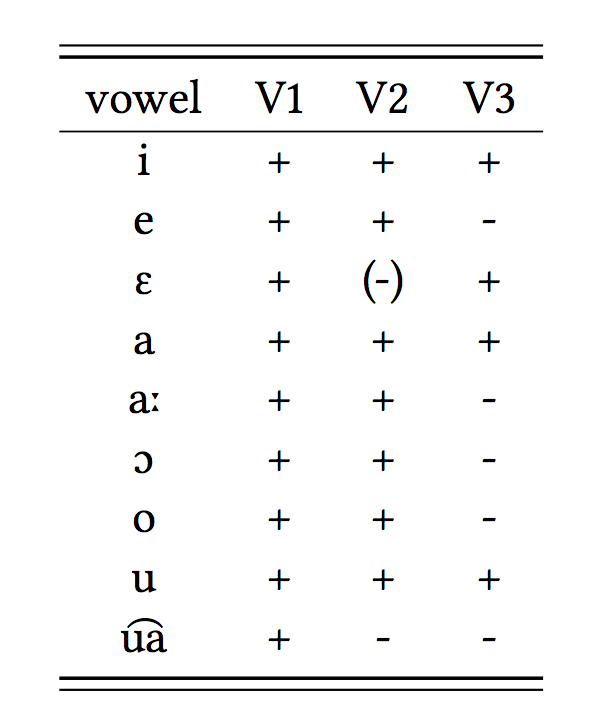 vowel V1 V2 V3
i + + +
e + + -
ɛ + (-) +
a + + +
aː + + -
ɔ + + -
o + + -
u + + +
u͡a + - -